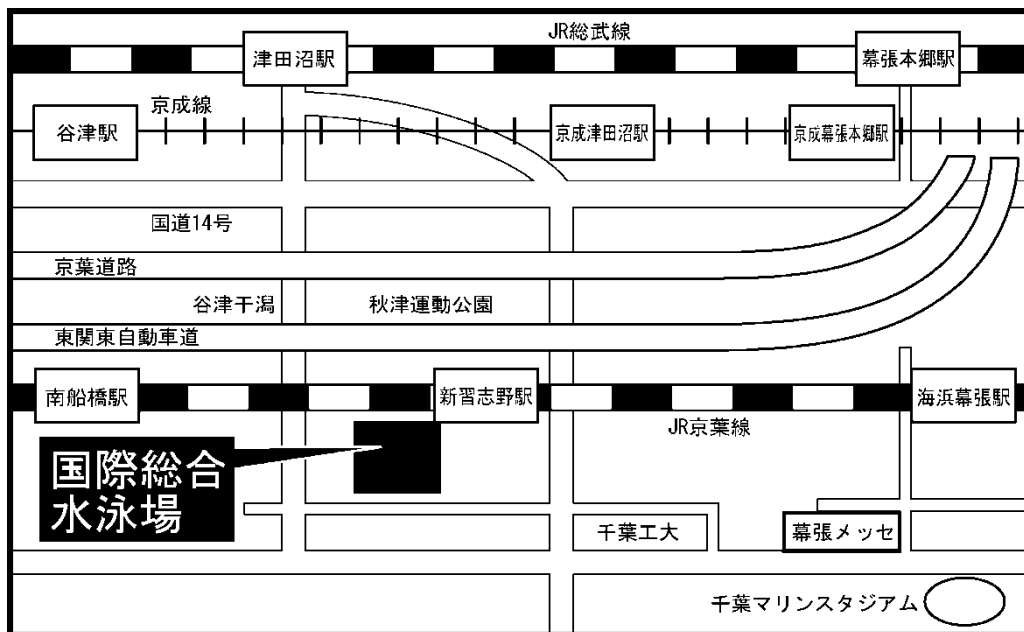 JR総武線
津田沼駅
幕張本郷駅
京成線
谷津駅
京成津田沼駅
京成幕張本郷駅
国道14号
京葉道路
谷津干潟
秋津運動公園
東関東自動車道
南船橋駅
新習志野駅
海浜幕張駅
JR京葉線
国際総合
水泳場
千葉工大
幕張メッセ
千葉マリンスタジアム